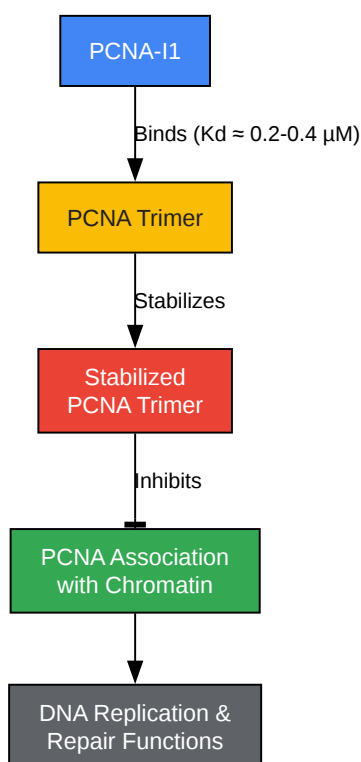 PCNA-I1
Binds (Kd ≈ 0.2-0.4 µM)
PCNA Trimer
Stabilizes
Stabilized
PCNA Trimer
Inhibits
PCNA Association
with Chromatin
DNA Replication &
Repair Functions